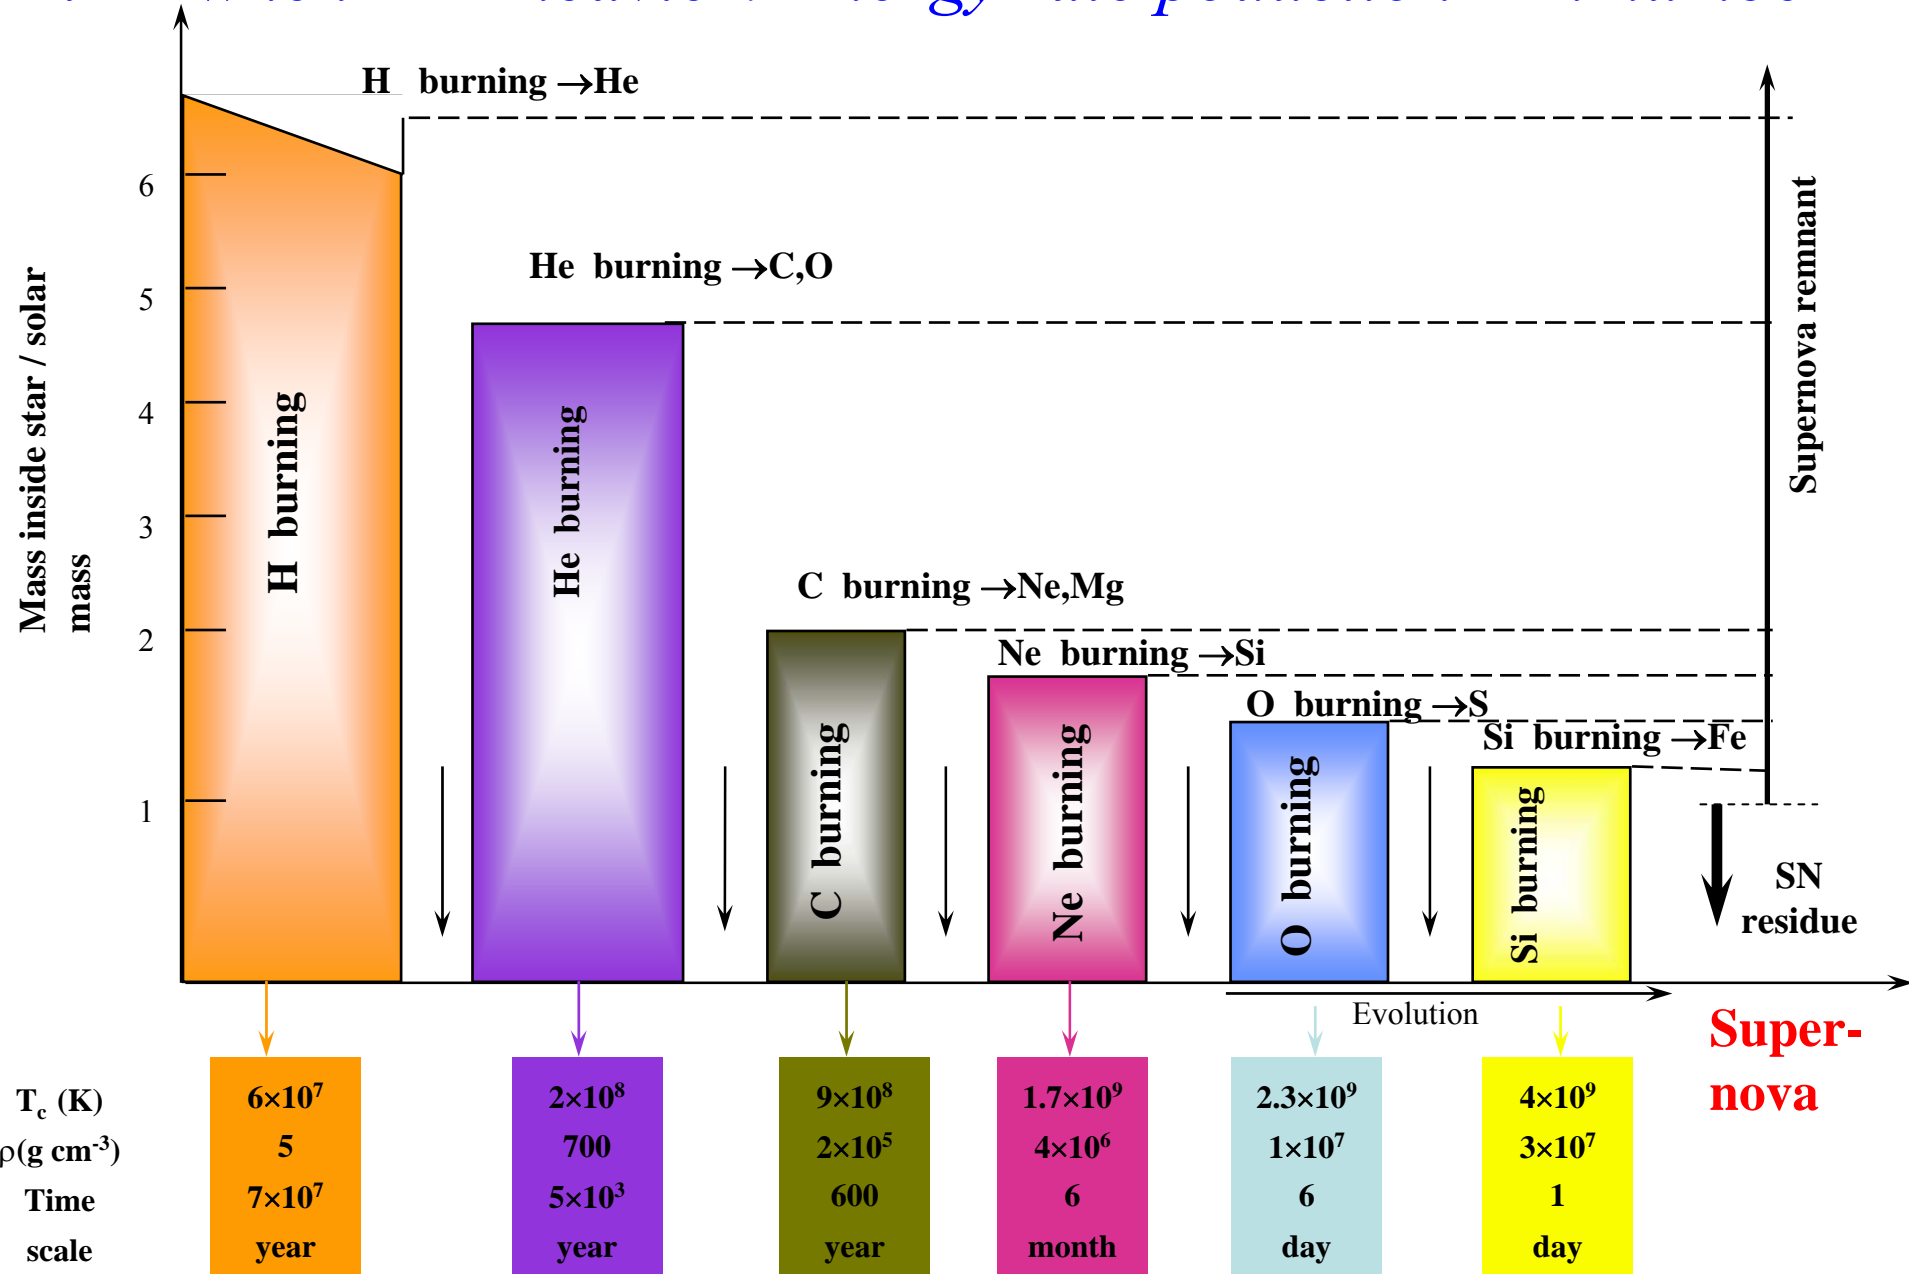 H burning →He
6
He burning →C,O
5
4
3
C burning →Ne,Mg
2
Ne burning →Si
O burning →S
Si burning →Fe
1
Mass inside star / solar
mass
H burning
He burning
C burning
Ne burning
O burning
Si burning
Supernova remnant
SN
residue
Evolution
Super-
nova
T_c (K) 6×10⁷ 2×10⁸ 9×10⁸ 1.7×10⁹ 2.3×10⁹ 4×10⁹
ρ(g cm⁻³) 5 700 2×10⁵ 4×10⁶ 1×10⁷ 3×10⁷
Time 7×10⁷ 5×10³ 600 6 6 1
scale year year year month day day